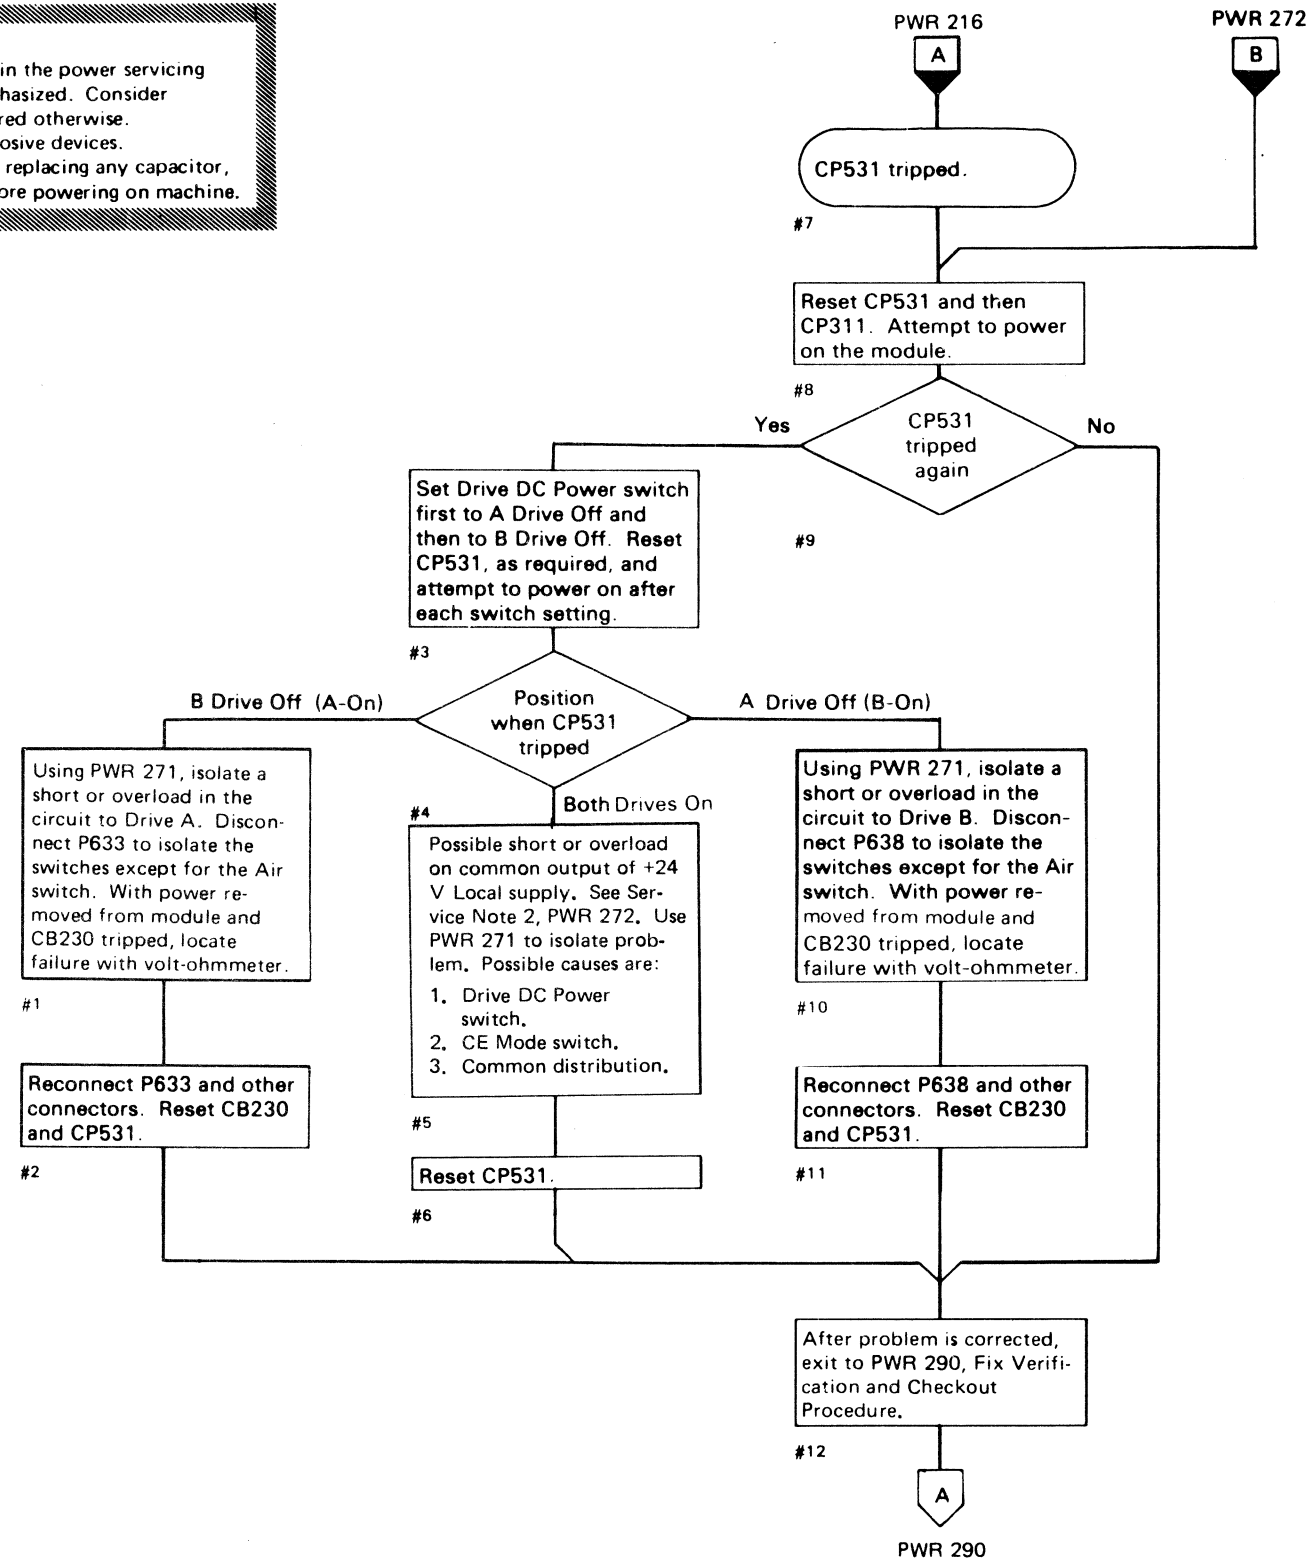 in the power servicing
hasized. Consider
red otherwise.
osive devices.
replacing any capacitor,
ore powering on machine.
PWR 216
A
PWR 272
B
CP531 tripped.
#7
Reset CP531 and then
CP311. Attempt to power
on the module.
#8
CP531
tripped
again
Yes
No
#9
Set Drive DC Power switch
first to A Drive Off and
then to B Drive Off. Reset
CP531, as required, and
attempt to power on after
each switch setting.
#3
Position
when CP531
tripped
B Drive Off (A-On)
A Drive Off (B-On)
Both Drives On
#4
Using PWR 271, isolate a
short or overload in the
circuit to Drive A. Discon-
nect P633 to isolate the
switches except for the Air
switch. With power re-
moved from module and
CB230 tripped, locate
failure with volt-ohmmeter.
#1
Reconnect P633 and other
connectors. Reset CB230
and CP531.
#2
Possible short or overload
on common output of +24
V Local supply. See Ser-
vice Note 2, PWR 272. Use
PWR 271 to isolate prob-
lem. Possible causes are:
1. Drive DC Power
switch.
2. CE Mode switch.
3. Common distribution.
#5
Reset CP531.
#6
Using PWR 271, isolate a
short or overload in the
circuit to Drive B. Discon-
nect P638 to isolate the
switches except for the Air
switch. With power re-
moved from module and
CB230 tripped, locate
failure with volt-ohmmeter.
#10
Reconnect P638 and other
connectors. Reset CB230
and CP531.
#11
After problem is corrected,
exit to PWR 290, Fix Verifi-
cation and Checkout
Procedure.
#12
A
PWR 290